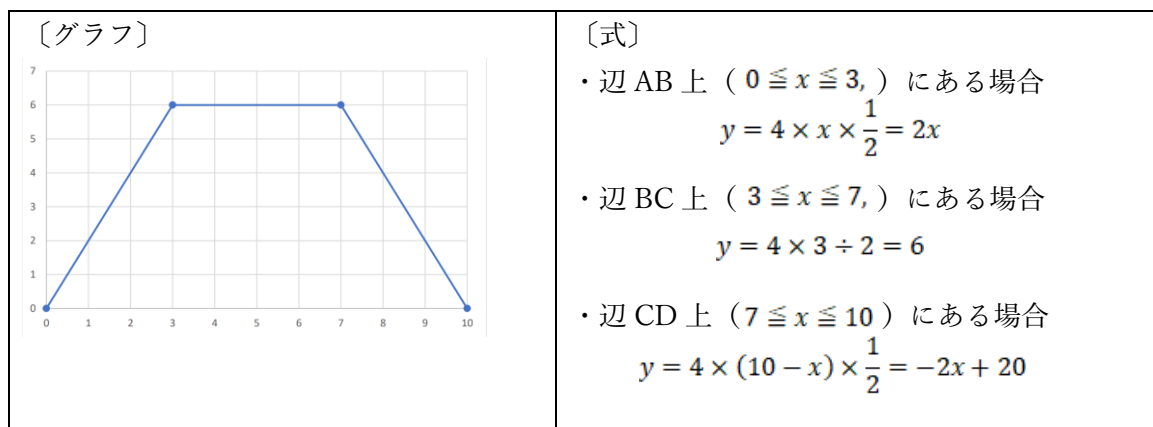 〔グラフ〕
7
6
5
4
3
2
1
0
0 1 2 3 4 5 6 7 8 9 10
〔式〕
・辺 AB 上（ 0 ≦ x ≦ 3, ）にある場合
y = 4 × x × 1/2 = 2x
・辺 BC 上（ 3 ≦ x ≦ 7, ）にある場合
y = 4 × 3 ÷ 2 = 6
・辺 CD 上（7 ≦ x ≦ 10 ）にある場合
y = 4 × (10 − x) × 1/2 = −2x + 20